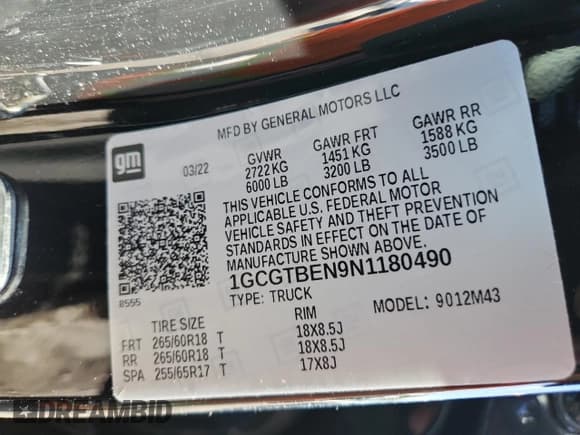 MFD BY GENERAL MOTORS LLC
gm
03/22
GVWR GAWR FRT GAWR RR
2722 KG 1451 KG 1588 KG
6000 LB 3200 LB 3500 LB
THIS VEHICLE CONFORMS TO ALL
APPLICABLE U.S. FEDERAL MOTOR
VEHICLE SAFETY AND THEFT PREVENTION
STANDARDS IN EFFECT ON THE DATE OF
MANUFACTURE SHOWN ABOVE.
1GCGTBEN9N1180490
8555
TYPE: TRUCK MODEL: 9012M43
TIRE SIZE RIM
FRT 265/60R18 T 18X8.5J
RR 265/60R18 T 18X8.5J
SPA 255/65R17 T 17X8J
DREAMBID